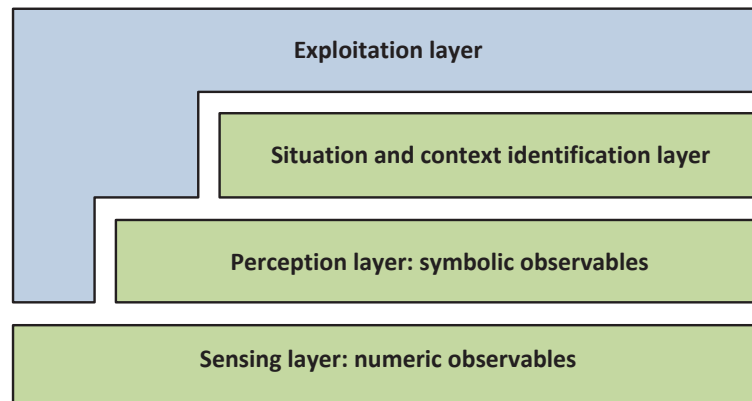 Exploitation layer
Situation and context identification layer
Perception layer: symbolic observables
Sensing layer: numeric observables